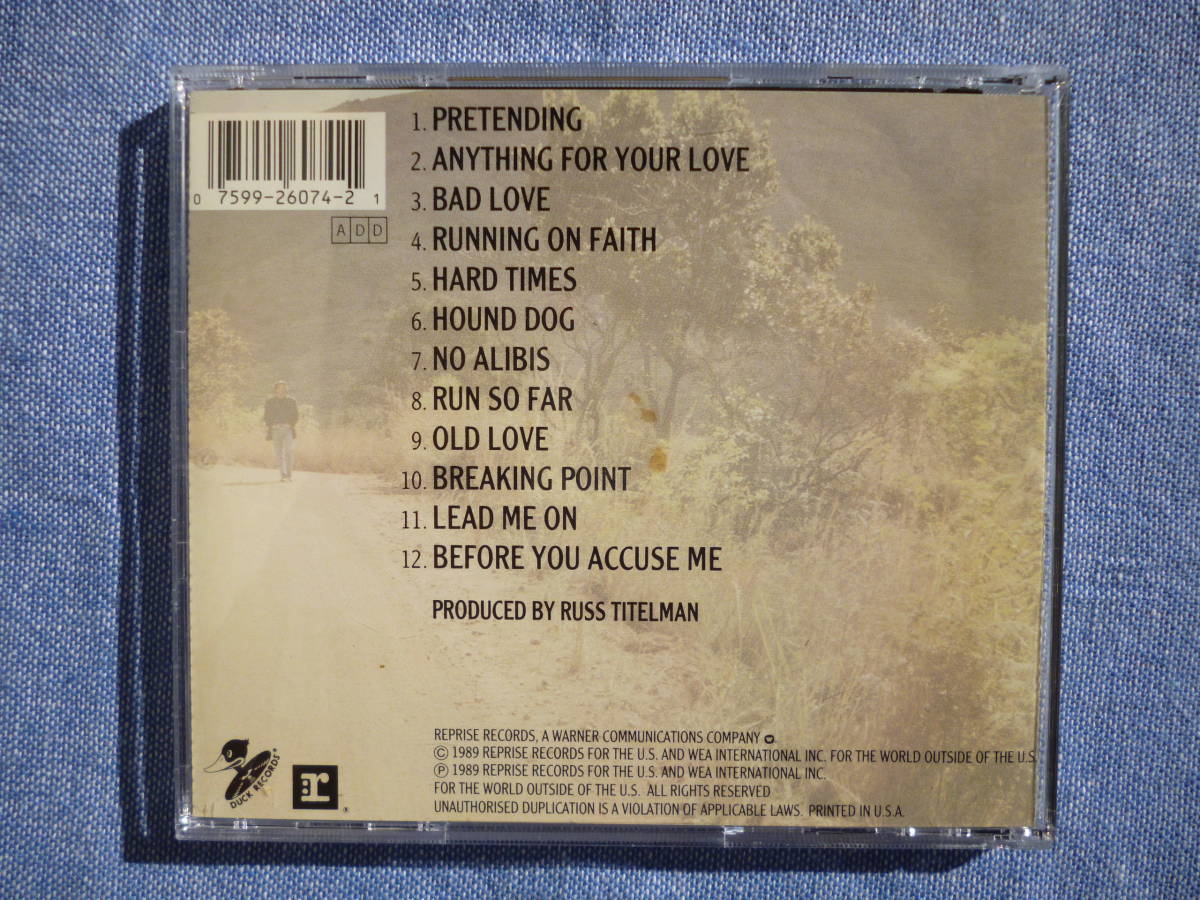 0 7599-26074-2 1
A D D
1. PRETENDING
2. ANYTHING FOR YOUR LOVE
3. BAD LOVE
4. RUNNING ON FAITH
5. HARD TIMES
6. HOUND DOG
7. NO ALIBIS
8. RUN SO FAR
9. OLD LOVE
10. BREAKING POINT
11. LEAD ME ON
12. BEFORE YOU ACCUSE ME
PRODUCED BY RUSS TITELMAN
REPRISE RECORDS, A WARNER COMMUNICATIONS COMPANY
© 1989 REPRISE RECORDS FOR THE U.S. AND WEA INTERNATIONAL INC. FOR THE WORLD OUTSIDE OF THE U.S.
℗ 1989 REPRISE RECORDS FOR THE U.S. AND WEA INTERNATIONAL INC.
FOR THE WORLD OUTSIDE OF THE U.S. ALL RIGHTS RESERVED
UNAUTHORISED DUPLICATION IS A VIOLATION OF APPLICABLE LAWS. PRINTED IN U.S.A.
DUCK RECORDS
r ®